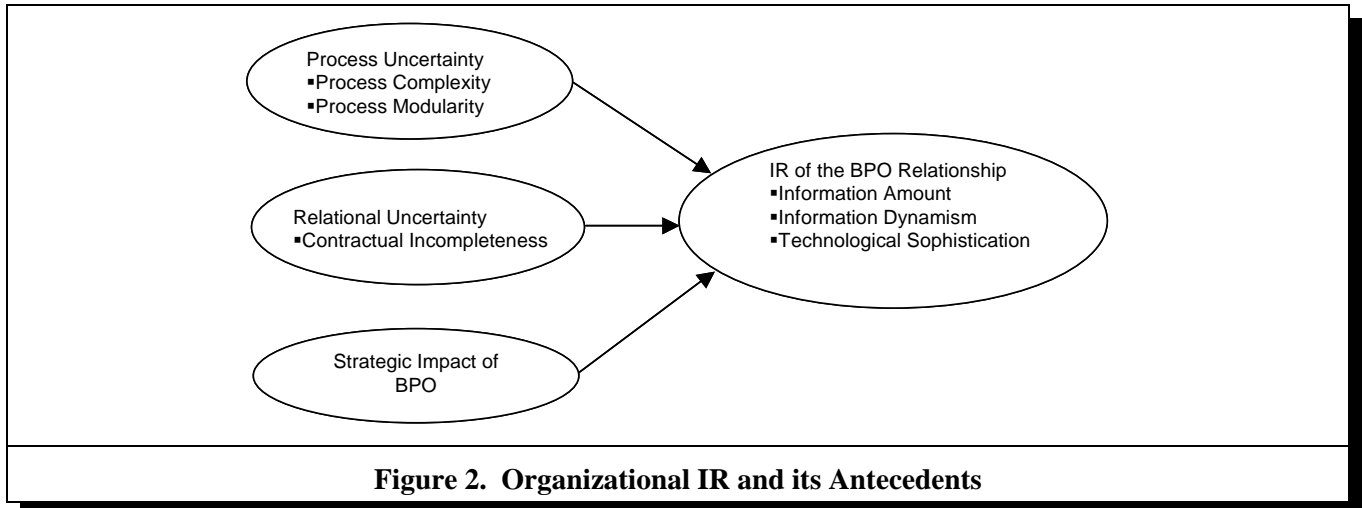 Process Uncertainty
▪Process Complexity
▪Process Modularity
IR of the BPO Relationship
▪Information Amount
▪Information Dynamism
▪Technological Sophistication
Relational Uncertainty
▪Contractual Incompleteness
Strategic Impact of
BPO
Figure 2. Organizational IR and its Antecedents